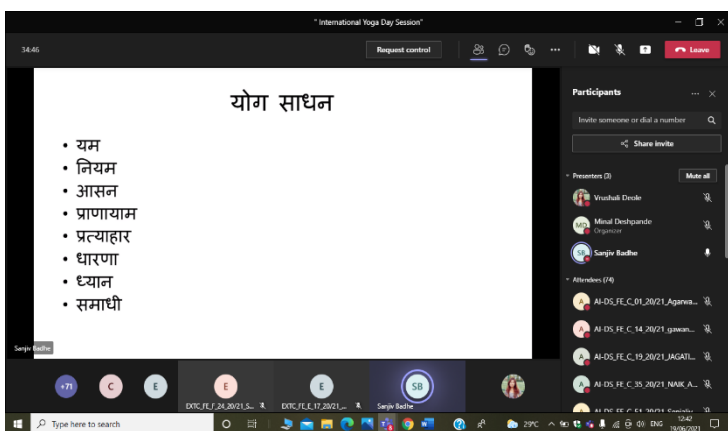 " International Yoga Day Session"
34:46
Request control
Leave
योग साधन
• यम
• नियम
• आसन
• प्राणायाम
• प्रत्याहार
• धारणा
• ध्यान
• समाधी
Sanjiv Badhe
Participants
Invite someone or dial a number
Share invite
Presenters (3)
Mute all
Vrushali Deole
MD
Minal Deshpande
Organizer
SB
Sanjiv Badhe
Attendees (74)
A
AI-DS_FE_C_01_20/21_Agarwa...
A
AI-DS_FE_C_14_20/21_gawan...
A
AI-DS_FE_C_19_20/21_JAGATI...
A
AI-DS_FE_C_35_20/21_NAIK_A...
A
+71
C
E
E
EXTC_FE_F_24_20/21_S...
E
EXTC_FE_E_17_20/21_...
SB
Sanjiv Badhe
Type here to search
29°C
ENG
12:42
19/06/2021